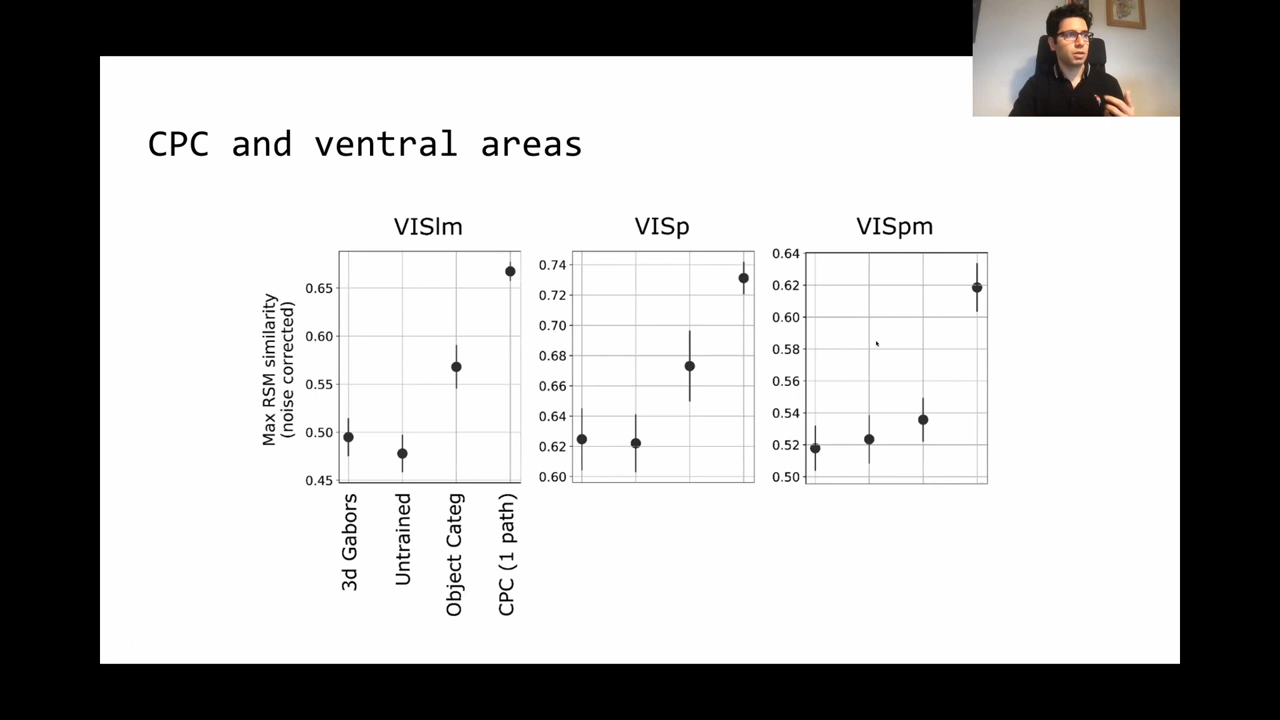 CPC and ventral areas
VISlm
VISp
VISpm
Max RSM similarity
(noise corrected)
0.65
0.60
0.55
0.50
0.45
0.74
0.72
0.70
0.68
0.66
0.64
0.62
0.60
0.64
0.62
0.60
0.58
0.56
0.54
0.52
0.50
3d Gabors
Untrained
Object Categ
CPC (1 path)